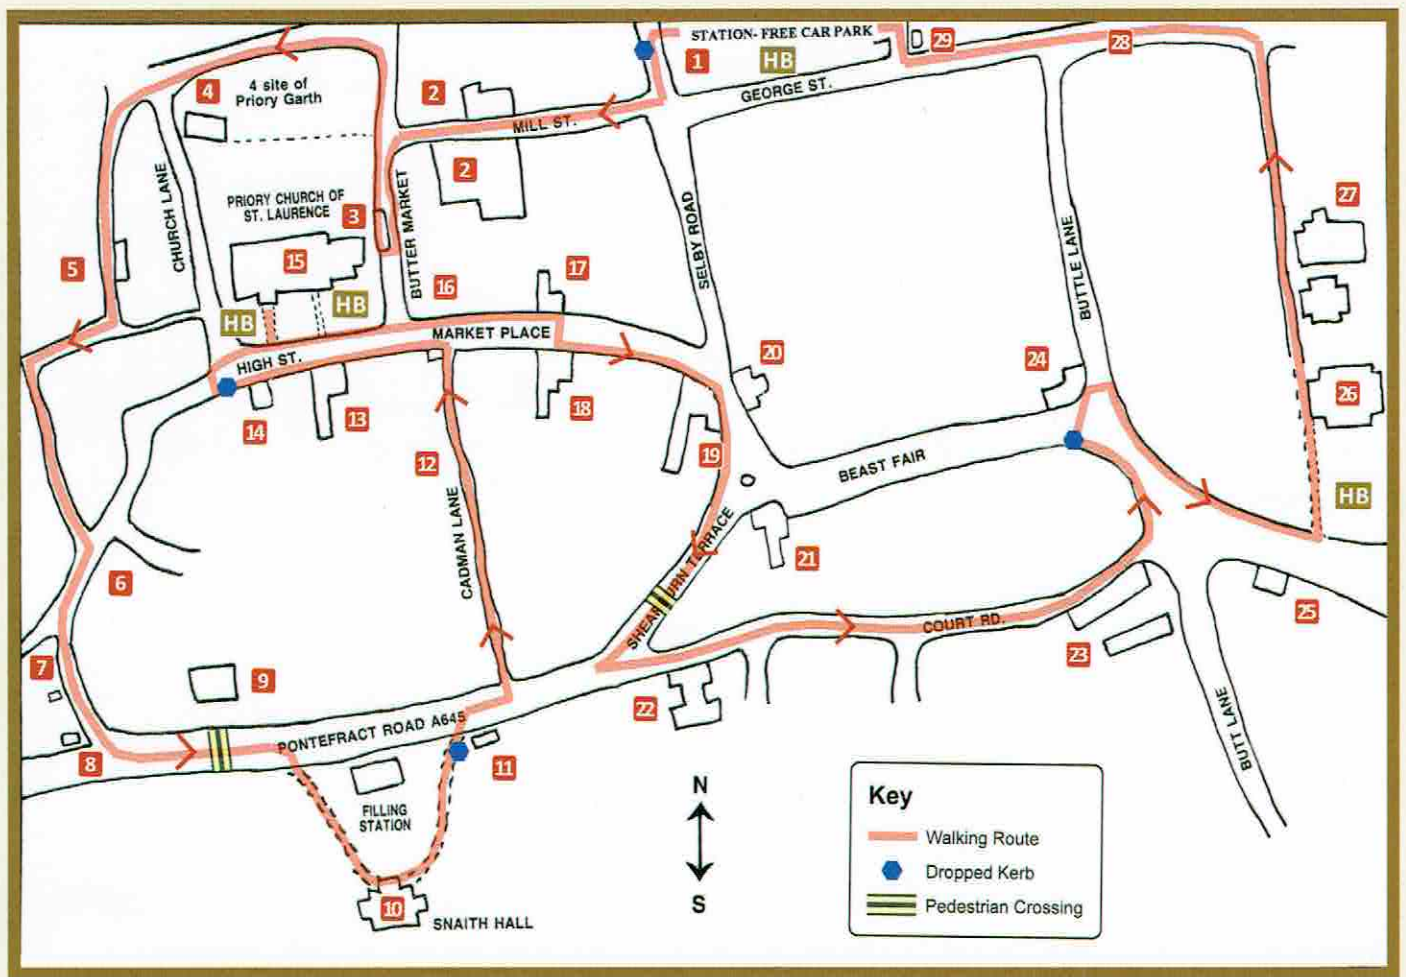 STATION- FREE CAR PARK
1
HB
29
28
GEORGE ST.
4
4 site of
Priory Garth
2
MILL ST.
2
CHURCH LANE
PRIORY CHURCH OF
ST. LAURENCE
3
BUTTER MARKET
SELBY ROAD
BUTTLE LANE
27
5
15
16
17
HB
HB
MARKET PLACE
HIGH ST.
20
24
26
14
13
18
12
19
BEAST FAIR
HB
CADMAN LANE
SHEARBURN TERRACE
21
6
25
COURT RD.
23
7
9
22
BUTT LANE
PONTEFRACT ROAD A645
8
11
FILLING
STATION
10
SNAITH HALL
N
S
Key
Walking Route
Dropped Kerb
Pedestrian Crossing